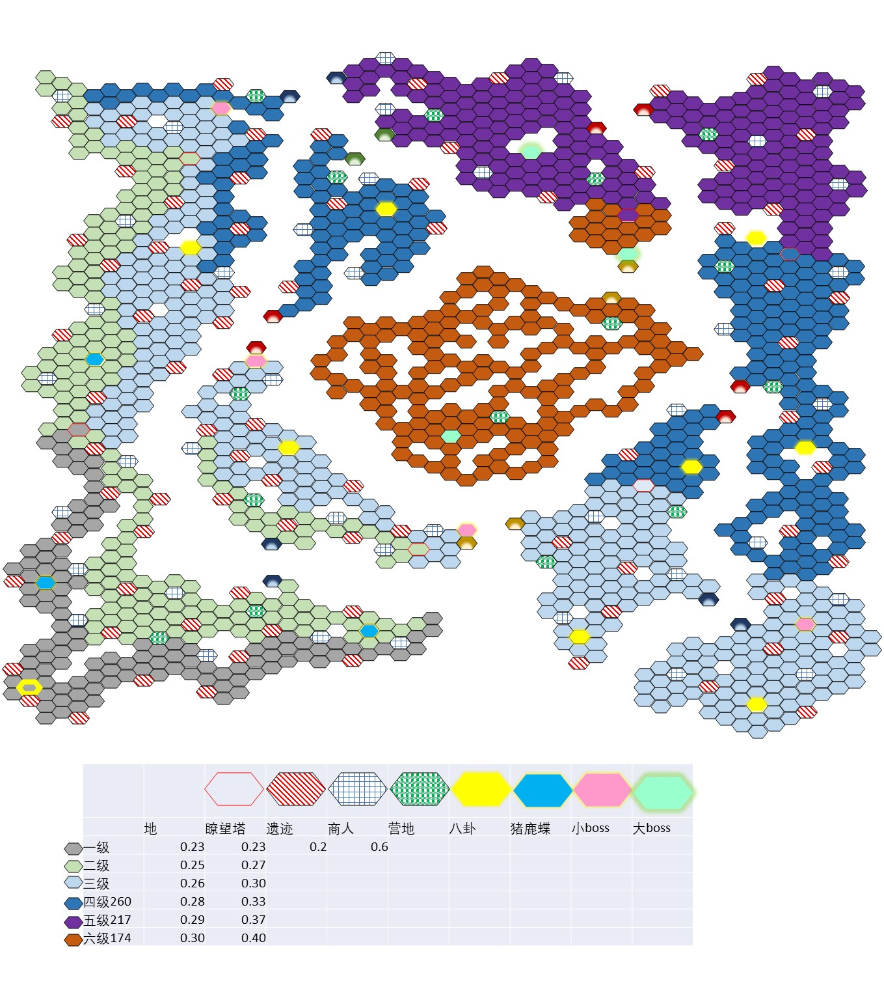 地 瞭望塔 遗迹 商人 营地 八卦 猪鹿蝶 小boss 大boss
一级 0.23 0.23 0.2 0.6
二级 0.25 0.27
三级 0.26 0.30
四级260 0.28 0.33
五级217 0.29 0.37
六级174 0.30 0.40